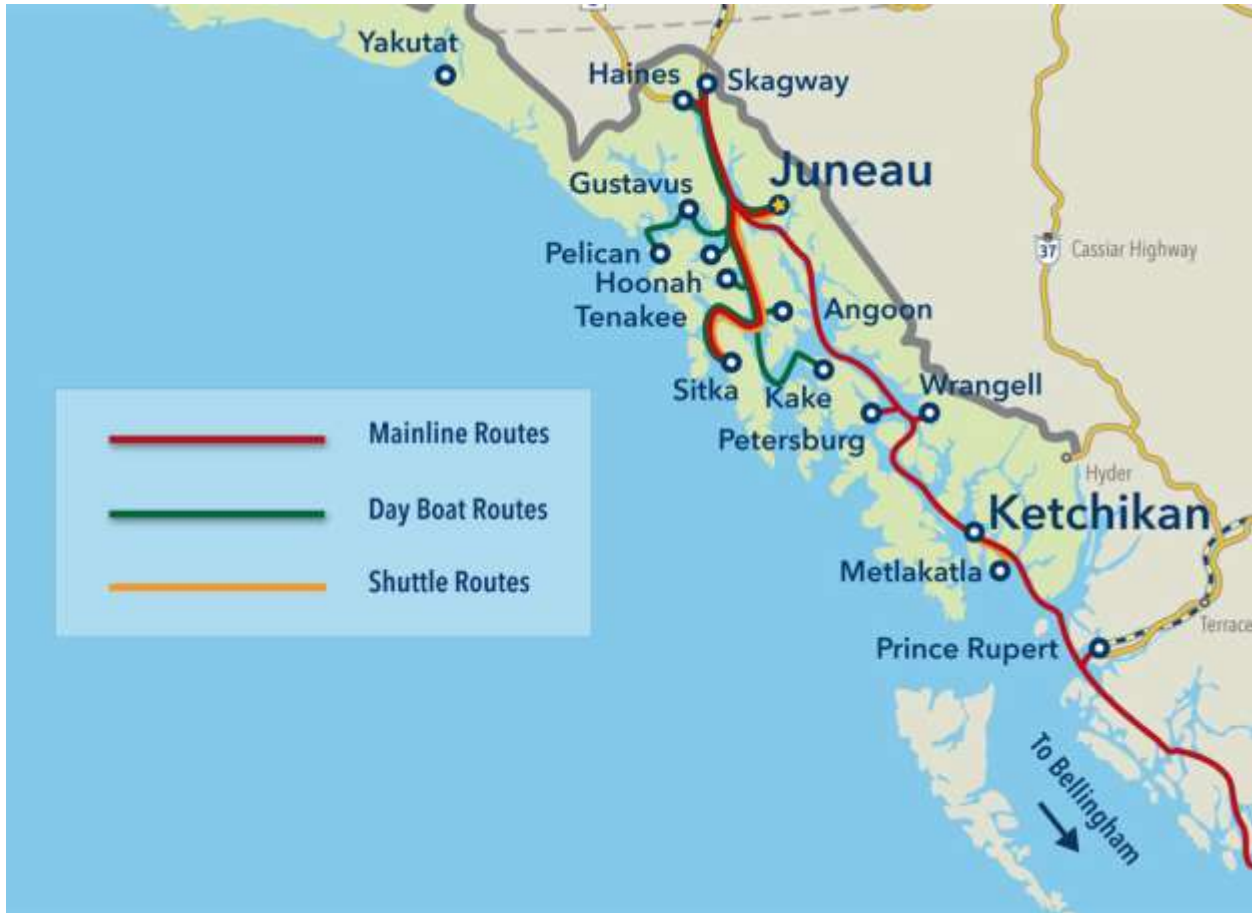 Yakutat
Haines
Skagway
Juneau
Gustavus
37
Cassiar Highway
Pelican
Hoonah
Tenakee
Angoon
Sitka
Kake
Wrangell
Petersburg
Mainline Routes
Day Boat Routes
Shuttle Routes
Hyder
Ketchikan
Metlakatla
Terrace
Prince Rupert
To Bellingham